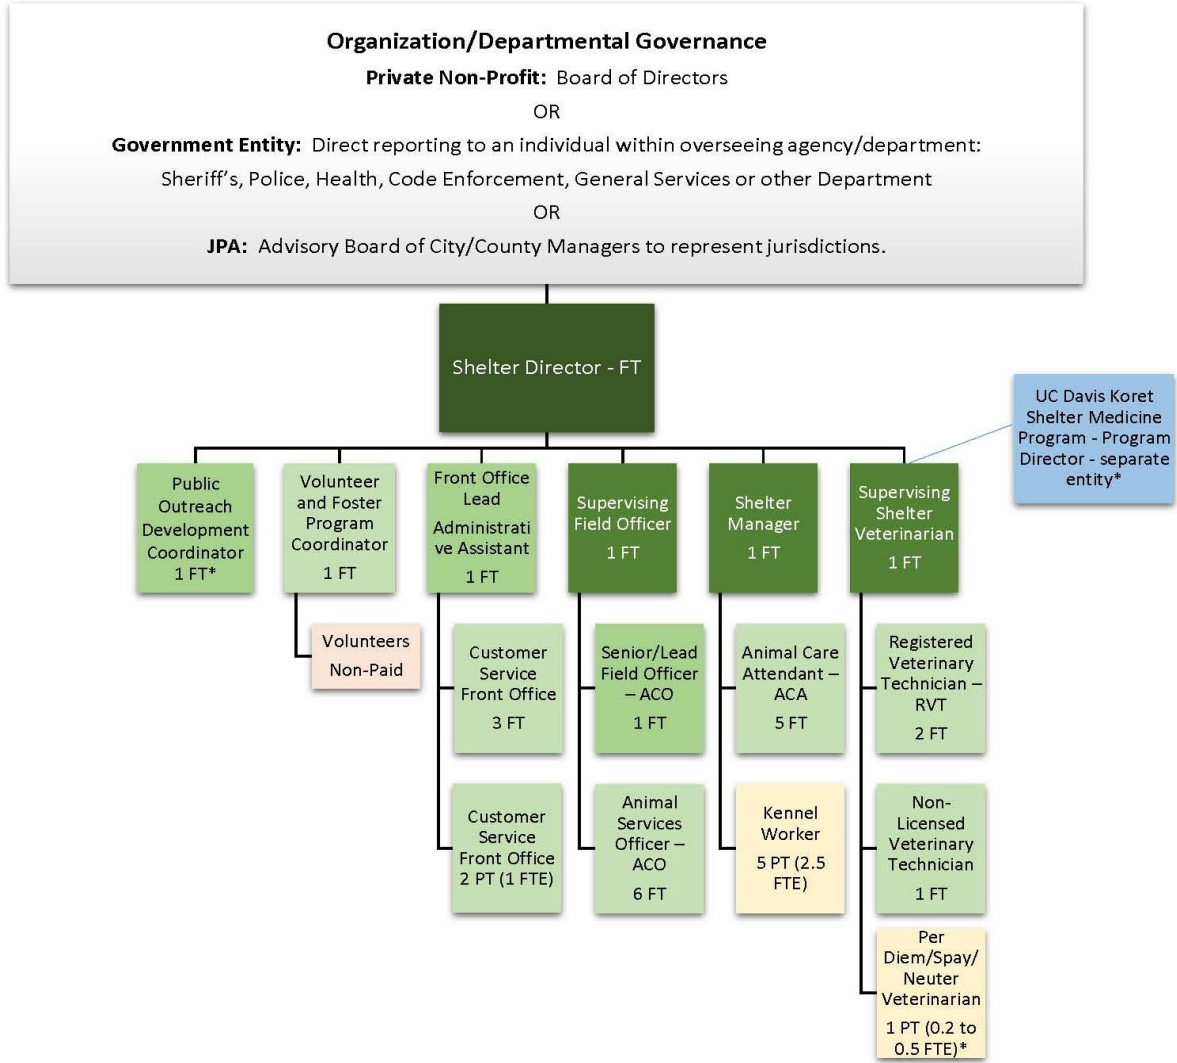 Organization/Departmental Governance
Private Non-Profit: Board of Directors
OR
Government Entity: Direct reporting to an individual within overseeing agency/department:
Sheriff's, Police, Health, Code Enforcement, General Services or other Department
OR
JPA: Advisory Board of City/County Managers to represent jurisdictions.
Shelter Director - FT
UC Davis Koret
Shelter Medicine
Program - Program
Director - separate
entity*
Public
Outreach
Development
Coordinator
1 FT*
Volunteer
and Foster
Program
Coordinator
1 FT
Front Office
Lead
Administrati
ve Assistant
1 FT
Supervising
Field Officer
1 FT
Shelter
Manager
1 FT
Supervising
Shelter
Veterinarian
1 FT
Volunteers
Non-Paid
Customer
Service
Front Office
3 FT
Senior/Lead
Field Officer
– ACO
1 FT
Animal Care
Attendant –
ACA
5 FT
Registered
Veterinary
Technician –
RVT
2 FT
Customer
Service
Front Office
2 PT (1 FTE)
Animal
Services
Officer –
ACO
6 FT
Kennel
Worker
5 PT (2.5
FTE)
Non-
Licensed
Veterinary
Technician
1 FT
Per
Diem/Spay/
Neuter
Veterinarian
1 PT (0.2 to
0.5 FTE)*